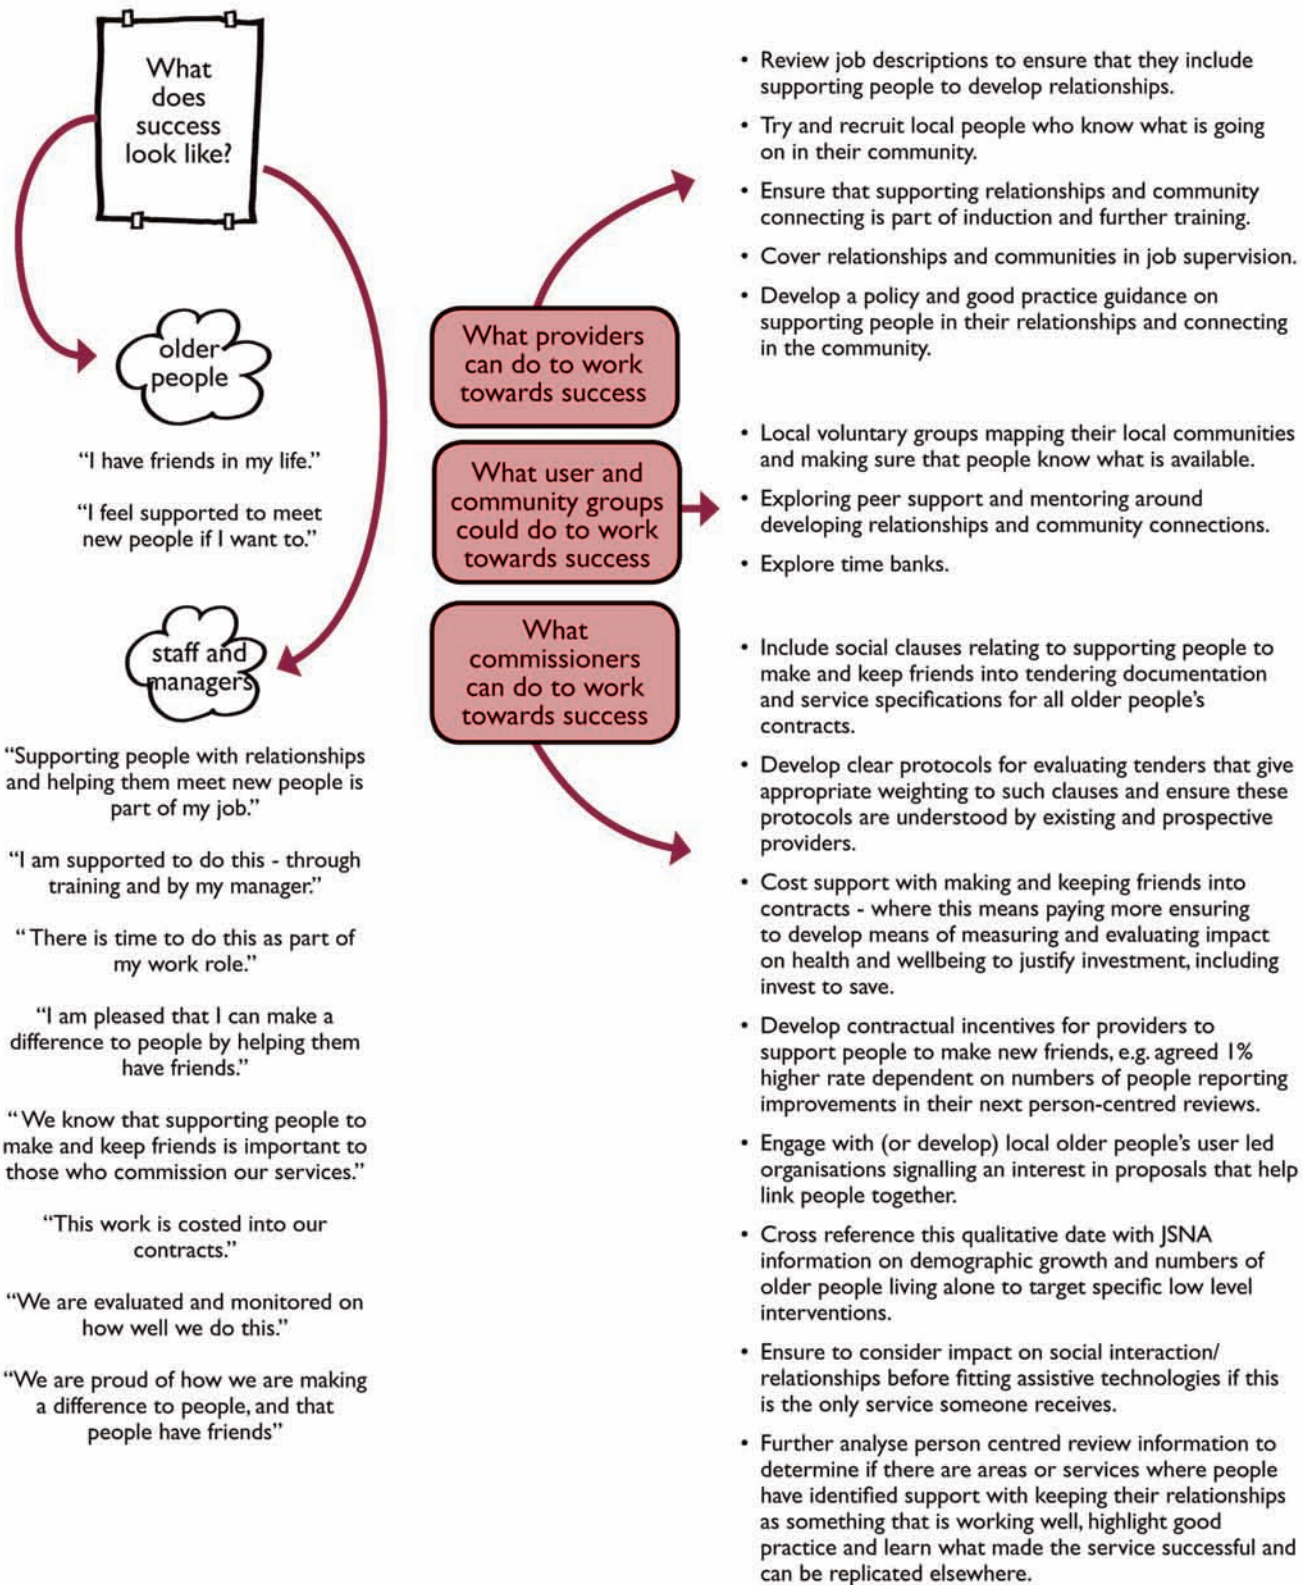 What
does
success
look like?
older
people
“I have friends in my life.”
“I feel supported to meet
new people if I want to.”
staff and
managers
“Supporting people with relationships
and helping them meet new people is
part of my job.”
“I am supported to do this - through
training and by my manager.”
“ There is time to do this as part of
my work role.”
“I am pleased that I can make a
difference to people by helping them
have friends.”
“ We know that supporting people to
make and keep friends is important to
those who commission our services.”
“This work is costed into our
contracts.”
“We are evaluated and monitored on
how well we do this.”
“We are proud of how we are making
a difference to people, and that
people have friends”
What providers
can do to work
towards success
• Review job descriptions to ensure that they include
supporting people to develop relationships.
• Try and recruit local people who know what is going
on in their community.
• Ensure that supporting relationships and community
connecting is part of induction and further training.
• Cover relationships and communities in job supervision.
• Develop a policy and good practice guidance on
supporting people in their relationships and connecting
in the community.
What user and
community groups
could do to work
towards success
• Local voluntary groups mapping their local communities
and making sure that people know what is available.
• Exploring peer support and mentoring around
developing relationships and community connections.
• Explore time banks.
What
commissioners
can do to work
towards success
• Include social clauses relating to supporting people to
make and keep friends into tendering documentation
and service specifications for all older people’s
contracts.
• Develop clear protocols for evaluating tenders that give
appropriate weighting to such clauses and ensure these
protocols are understood by existing and prospective
providers.
• Cost support with making and keeping friends into
contracts - where this means paying more ensuring
to develop means of measuring and evaluating impact
on health and wellbeing to justify investment, including
invest to save.
• Develop contractual incentives for providers to
support people to make new friends, e.g. agreed 1%
higher rate dependent on numbers of people reporting
improvements in their next person-centred reviews.
• Engage with (or develop) local older people’s user led
organisations signalling an interest in proposals that help
link people together.
• Cross reference this qualitative date with JSNA
information on demographic growth and numbers of
older people living alone to target specific low level
interventions.
• Ensure to consider impact on social interaction/
relationships before fitting assistive technologies if this
is the only service someone receives.
• Further analyse person centred review information to
determine if there are areas or services where people
have identified support with keeping their relationships
as something that is working well, highlight good
practice and learn what made the service successful and
can be replicated elsewhere.